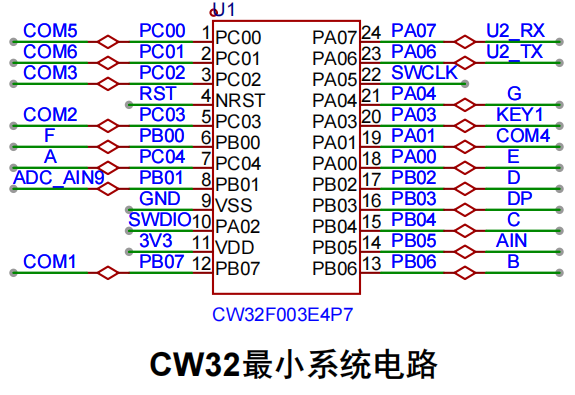 U1
COM5 PC00 1 PC00 PA07 24 PA07 U2_RX
COM6 PC01 2 PC01 PA06 23 PA06 U2_TX
COM3 PC02 3 PC02 PA05 22 SWCLK
RST 4 NRST PA04 21 PA04 G
COM2 PC03 5 PC03 PA03 20 PA03 KEY1
F PB00 6 PB00 PA01 19 PA01 COM4
A PC04 7 PC04 PA00 18 PA00 E
ADC_AIN9 PB01 8 PB01 PB02 17 PB02 D
GND 9 VSS PB03 16 PB03 DP
SWDIO 10 PA02 PB04 15 PB04 C
3V3 11 VDD PB05 14 PB05 AIN
COM1 PB07 12 PB07 PB06 13 PB06 B
CW32F003E4P7
CW32最小系统电路